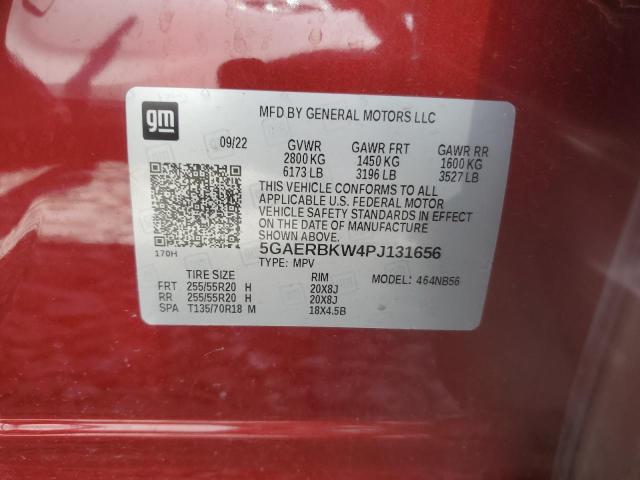 gm
MFD BY GENERAL MOTORS LLC
09/22 GVWR GAWR FRT GAWR RR
2800 KG 1450 KG 1600 KG
6173 LB 3196 LB 3527 LB
THIS VEHICLE CONFORMS TO ALL
APPLICABLE U.S. FEDERAL MOTOR
VEHICLE SAFETY STANDARDS IN EFFECT
ON THE DATE OF MANUFACTURE
SHOWN ABOVE.
170H 5GAERBKW4PJ131656
TYPE: MPV
TIRE SIZE RIM MODEL: 464NB56
FRT 255/55R20 H 20X8J
RR 255/55R20 H 20X8J
SPA T135/70R18 M 18X4.5B